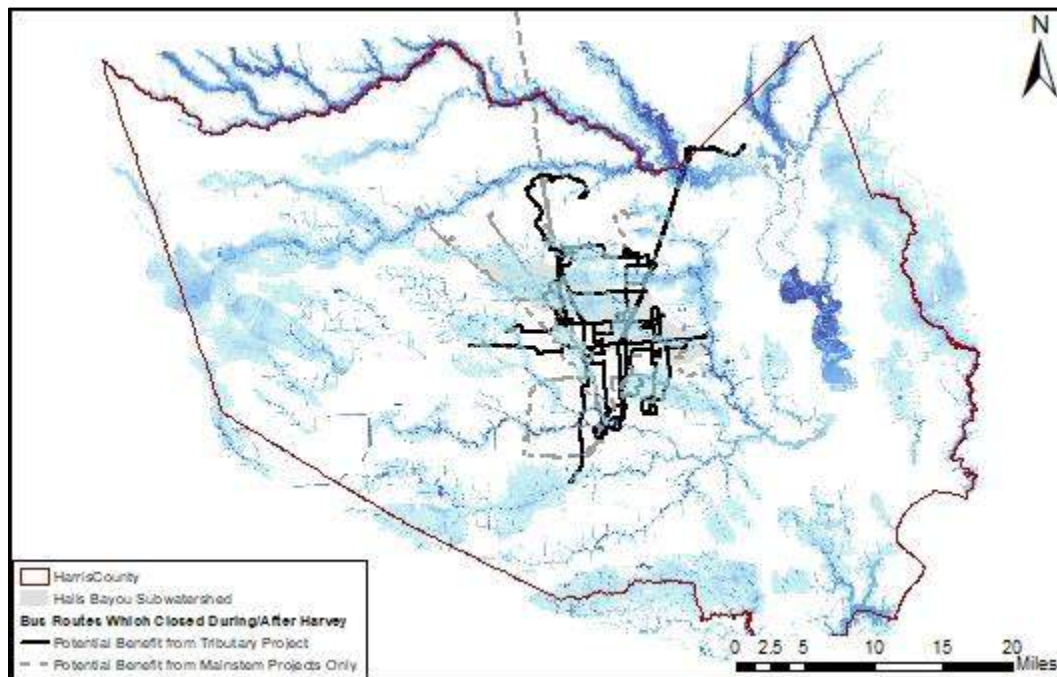 N
HarrisCounty
Halls Bayou Subwatershed
Bus Routes Which Closed During/After Harvey
Potential Benefit from Tributary Project
Potential Benefit from Mainstem Projects Only
0 2.5 5 10 15 20
Miles